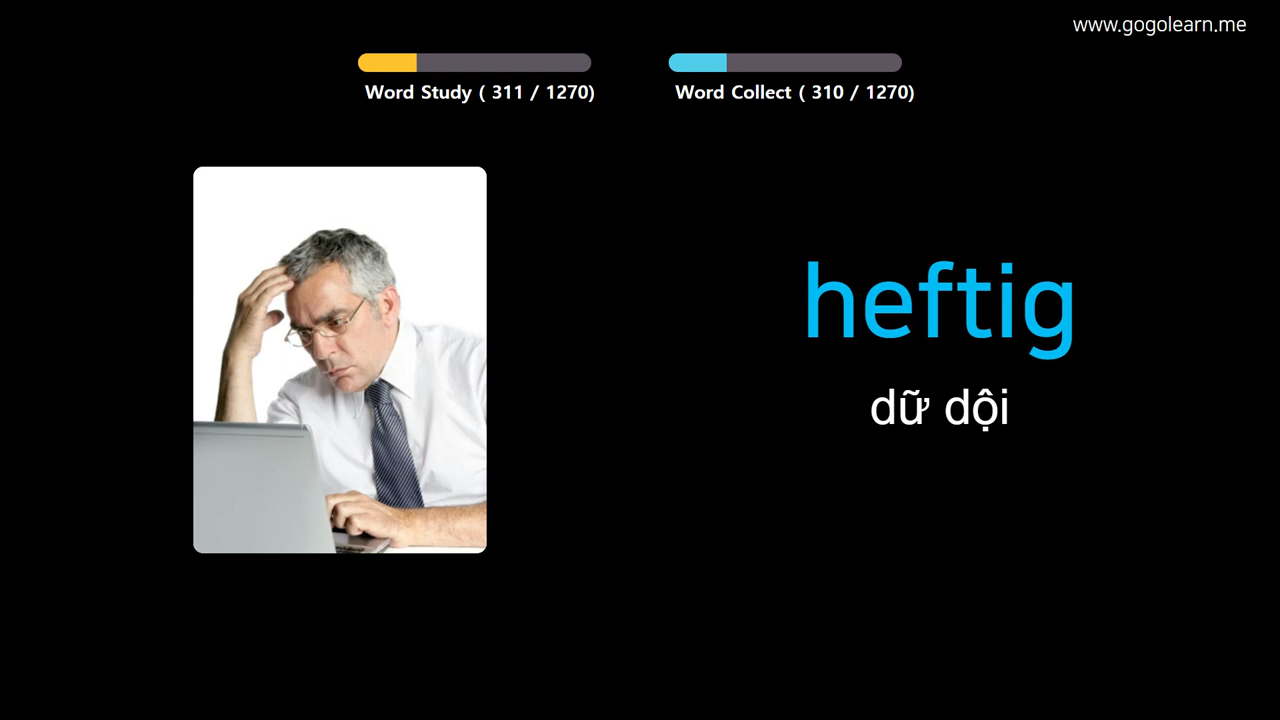 www.gogolearn.me
Word Study ( 311 / 1270)
Word Collect ( 310 / 1270)
heftig
dữ dội